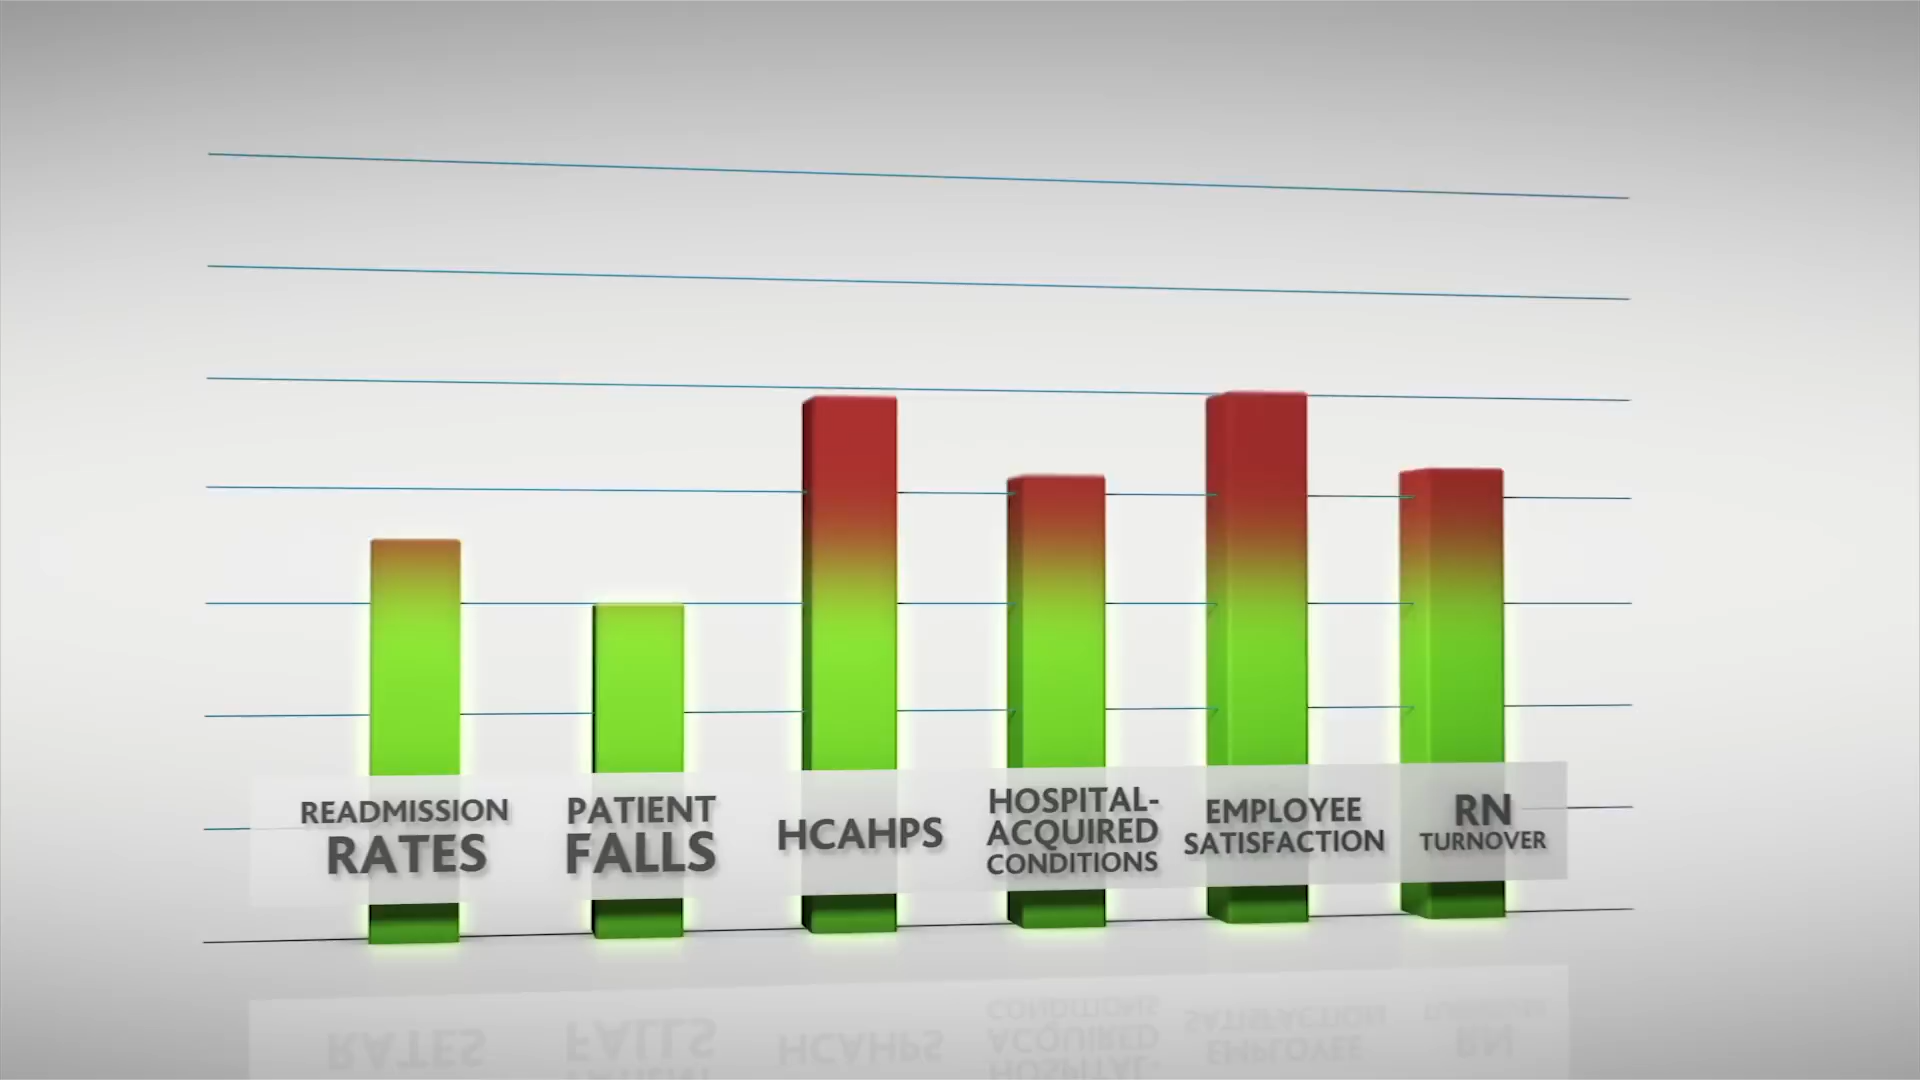 READMISSION
RATES
PATIENT
FALLS
HCAHPS
HOSPITAL-
ACQUIRED
CONDITIONS
EMPLOYEE
SATISFACTION
RN
TURNOVER